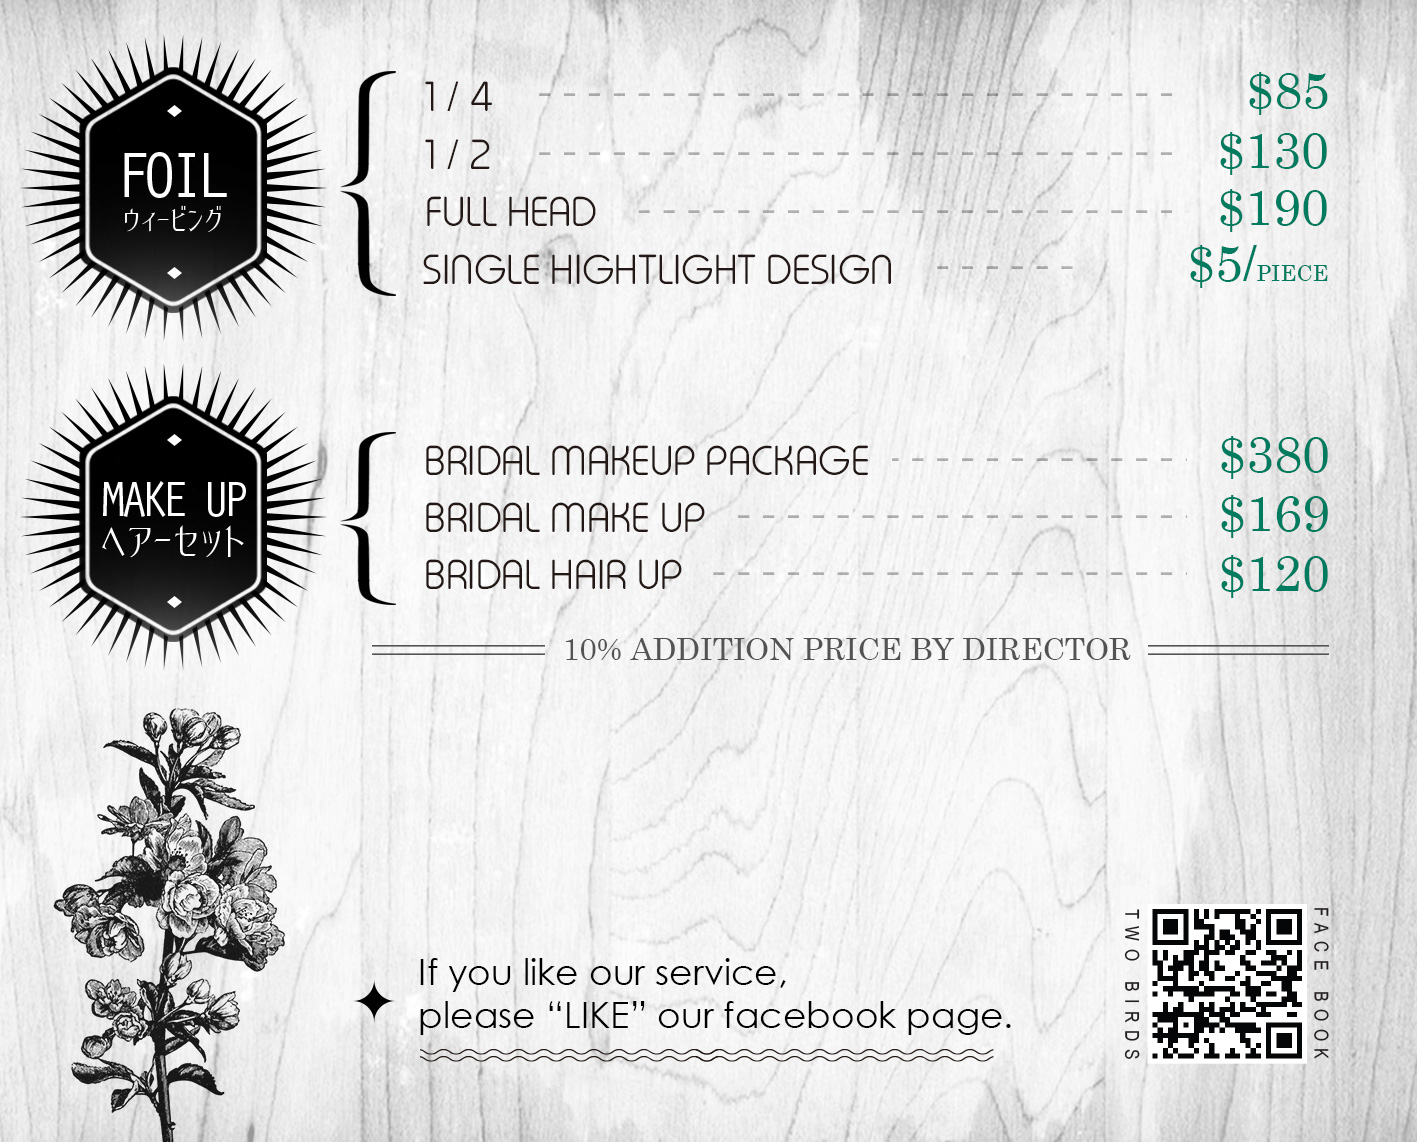 FOIL
ウィービング
1/4 $85
1/2 $130
FULL HEAD $190
SINGLE HIGHTLIGHT DESIGN $5/PIECE
MAKE UP
ヘアーセット
BRIDAL MAKEUP PACKAGE $380
BRIDAL MAKE UP $169
BRIDAL HAIR UP $120
10% ADDITION PRICE BY DIRECTOR
If you like our service,
please “LIKE” our facebook page.
TWO BIRDS
FACE BOOK